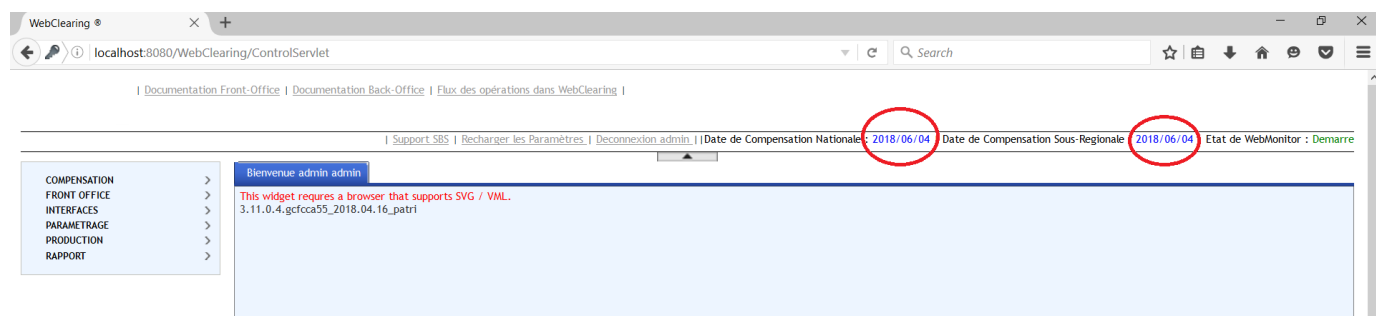 WebClearing ®
localhost:8080/WebClearing/ControlServlet
Search
| Documentation Front-Office | Documentation Back-Office | Flux des opérations dans WebClearing |
| Support SBS | Recharger les Paramètres | Deconnexion admin ||Date de Compensation Nationale : 2018/06/04 Date de Compensation Sous-Regionale 2018/06/04 Etat de WebMonitor : Demarre
COMPENSATION
FRONT OFFICE
INTERFACES
PARAMETRAGE
PRODUCTION
RAPPORT
Bienvenue admin admin
This widget requres a browser that supports SVG / VML.
3.11.0.4.gcfcca55_2018.04.16_patri